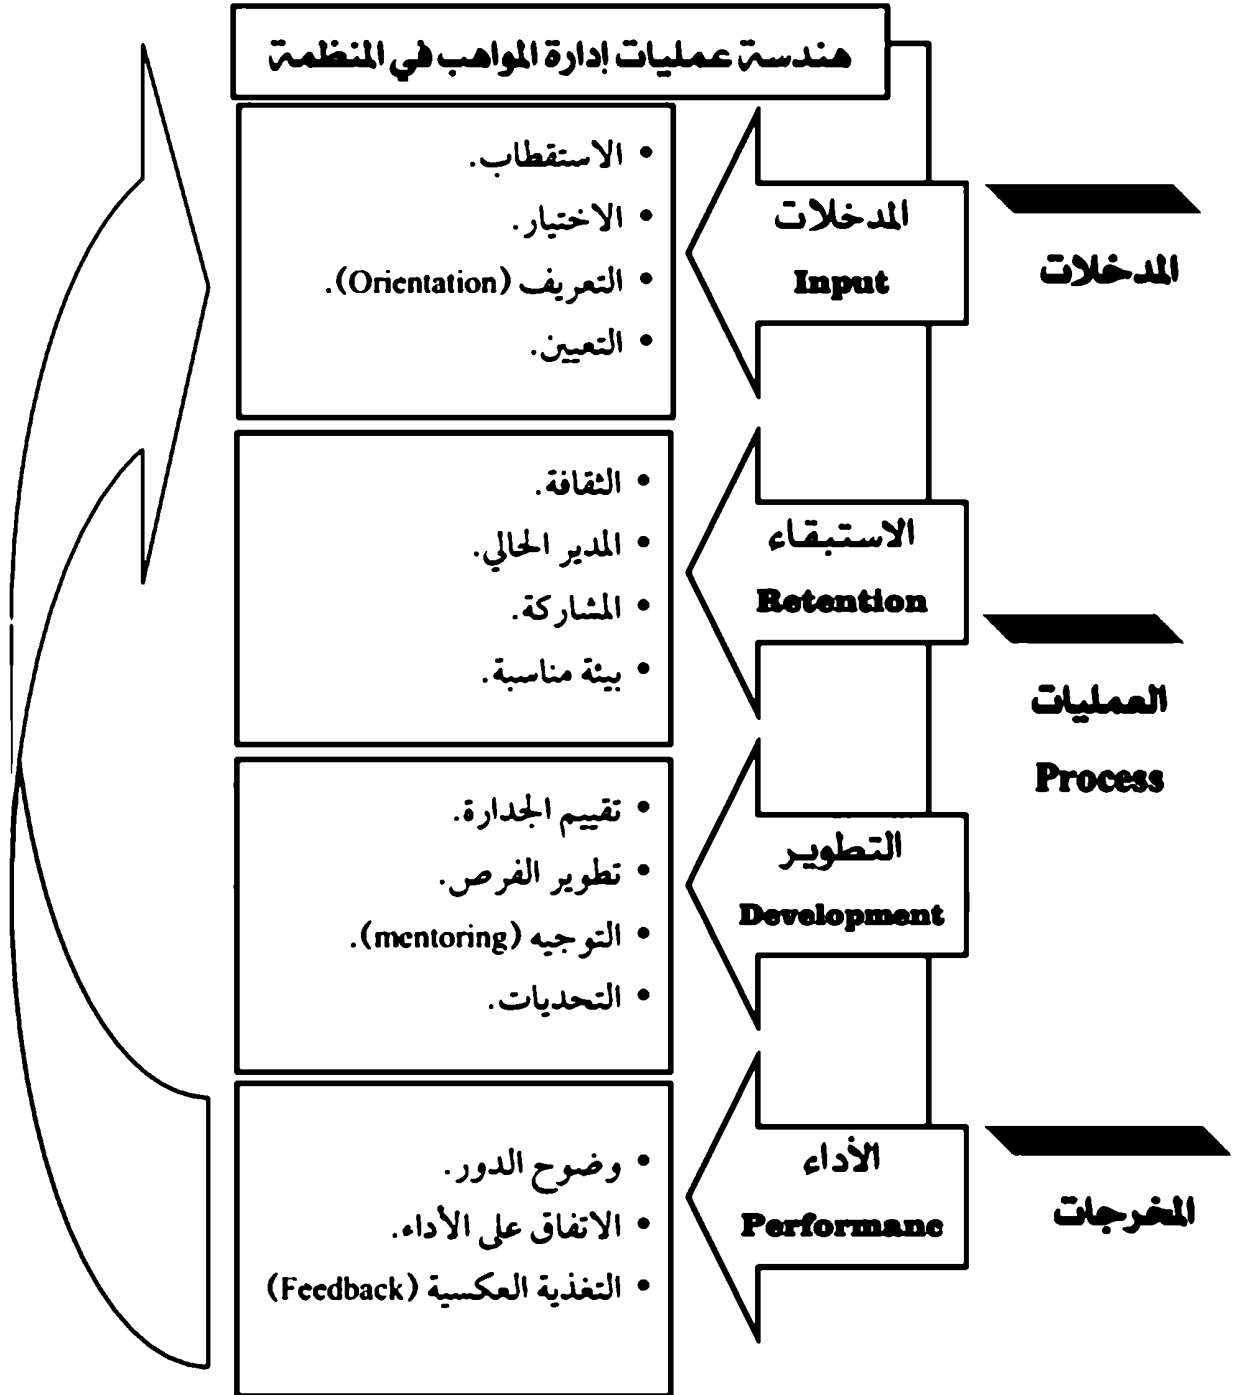 هندسة عمليات إدارة المواهب في المنظمة
المدخلات
المدخلات
Input
• الاستقطاب.
• الاختيار.
• التعريف (Orientation).
• التعيين.
الاستبقاء
Retention
• الثقافة.
• المدير الحالي.
• المشاركة.
• بيئة مناسبة.
العمليات
Process
التطوير
Development
• تقييم الجدارة.
• تطوير الفرص.
• التوجيه (mentoring).
• التحديات.
المخرجات
الأداء
Performanc
• وضوح الدور.
• الاتفاق على الأداء.
• التغذية العكسية (Feedback)